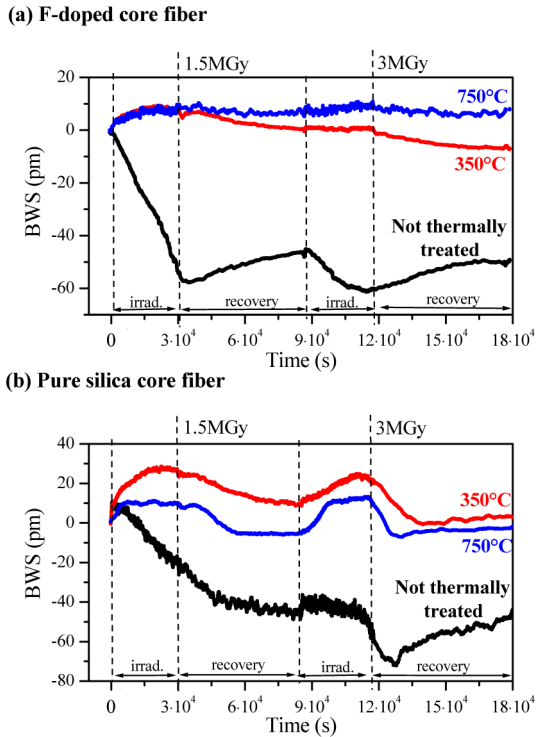 (a) F-doped core fiber
1.5MGy 3MGy
20
0
-20
-40
-60
BWS (pm)
750°C
350°C
Not thermally
treated
irrad. recovery irrad. recovery
0 3·10⁴ 6·10⁴ 9·10⁴ 12·10⁴ 15·10⁴ 18·10⁴
Time (s)
(b) Pure silica core fiber
1.5MGy 3MGy
40
20
0
-20
-40
-60
-80
BWS (pm)
350°C
750°C
Not thermally
treated
irrad. recovery irrad. recovery
0 3·10⁴ 6·10⁴ 9·10⁴ 12·10⁴ 15·10⁴ 18·10⁴
Time (s)